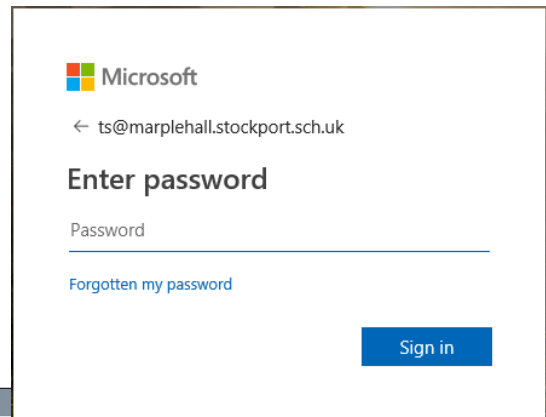 Microsoft
← ts@marplehall.stockport.sch.uk
Enter password
Password
Forgotten my password
Sign in